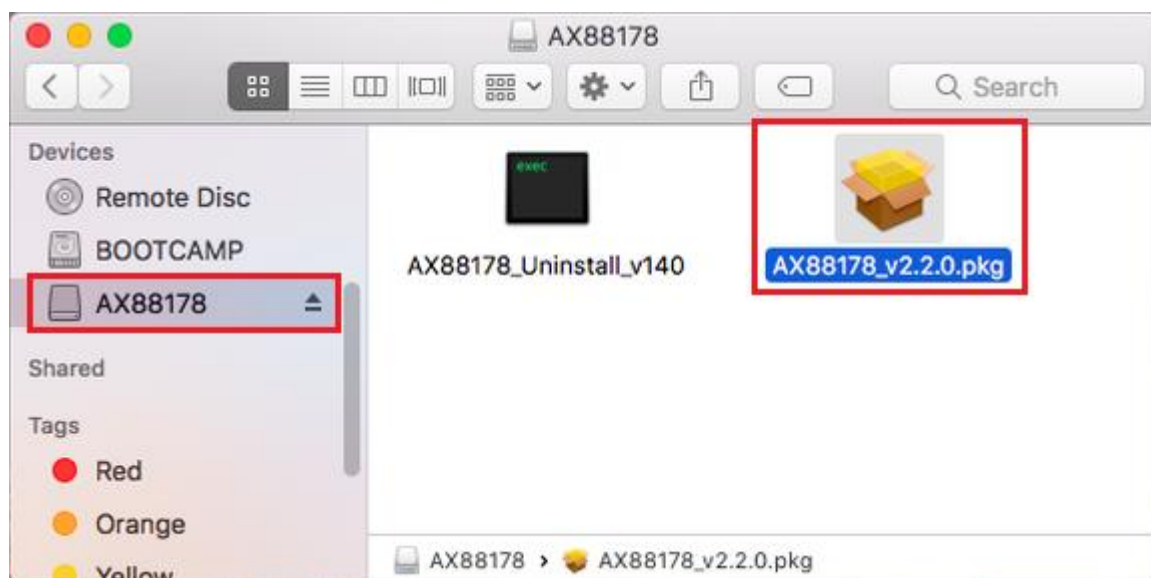 AX88178
Search
Devices
Remote Disc
BOOTCAMP
AX88178
Shared
Tags
Red
Orange
Yellow
exec
AX88178_Uninstall_v140
AX88178_v2.2.0.pkg
AX88178 › AX88178_v2.2.0.pkg